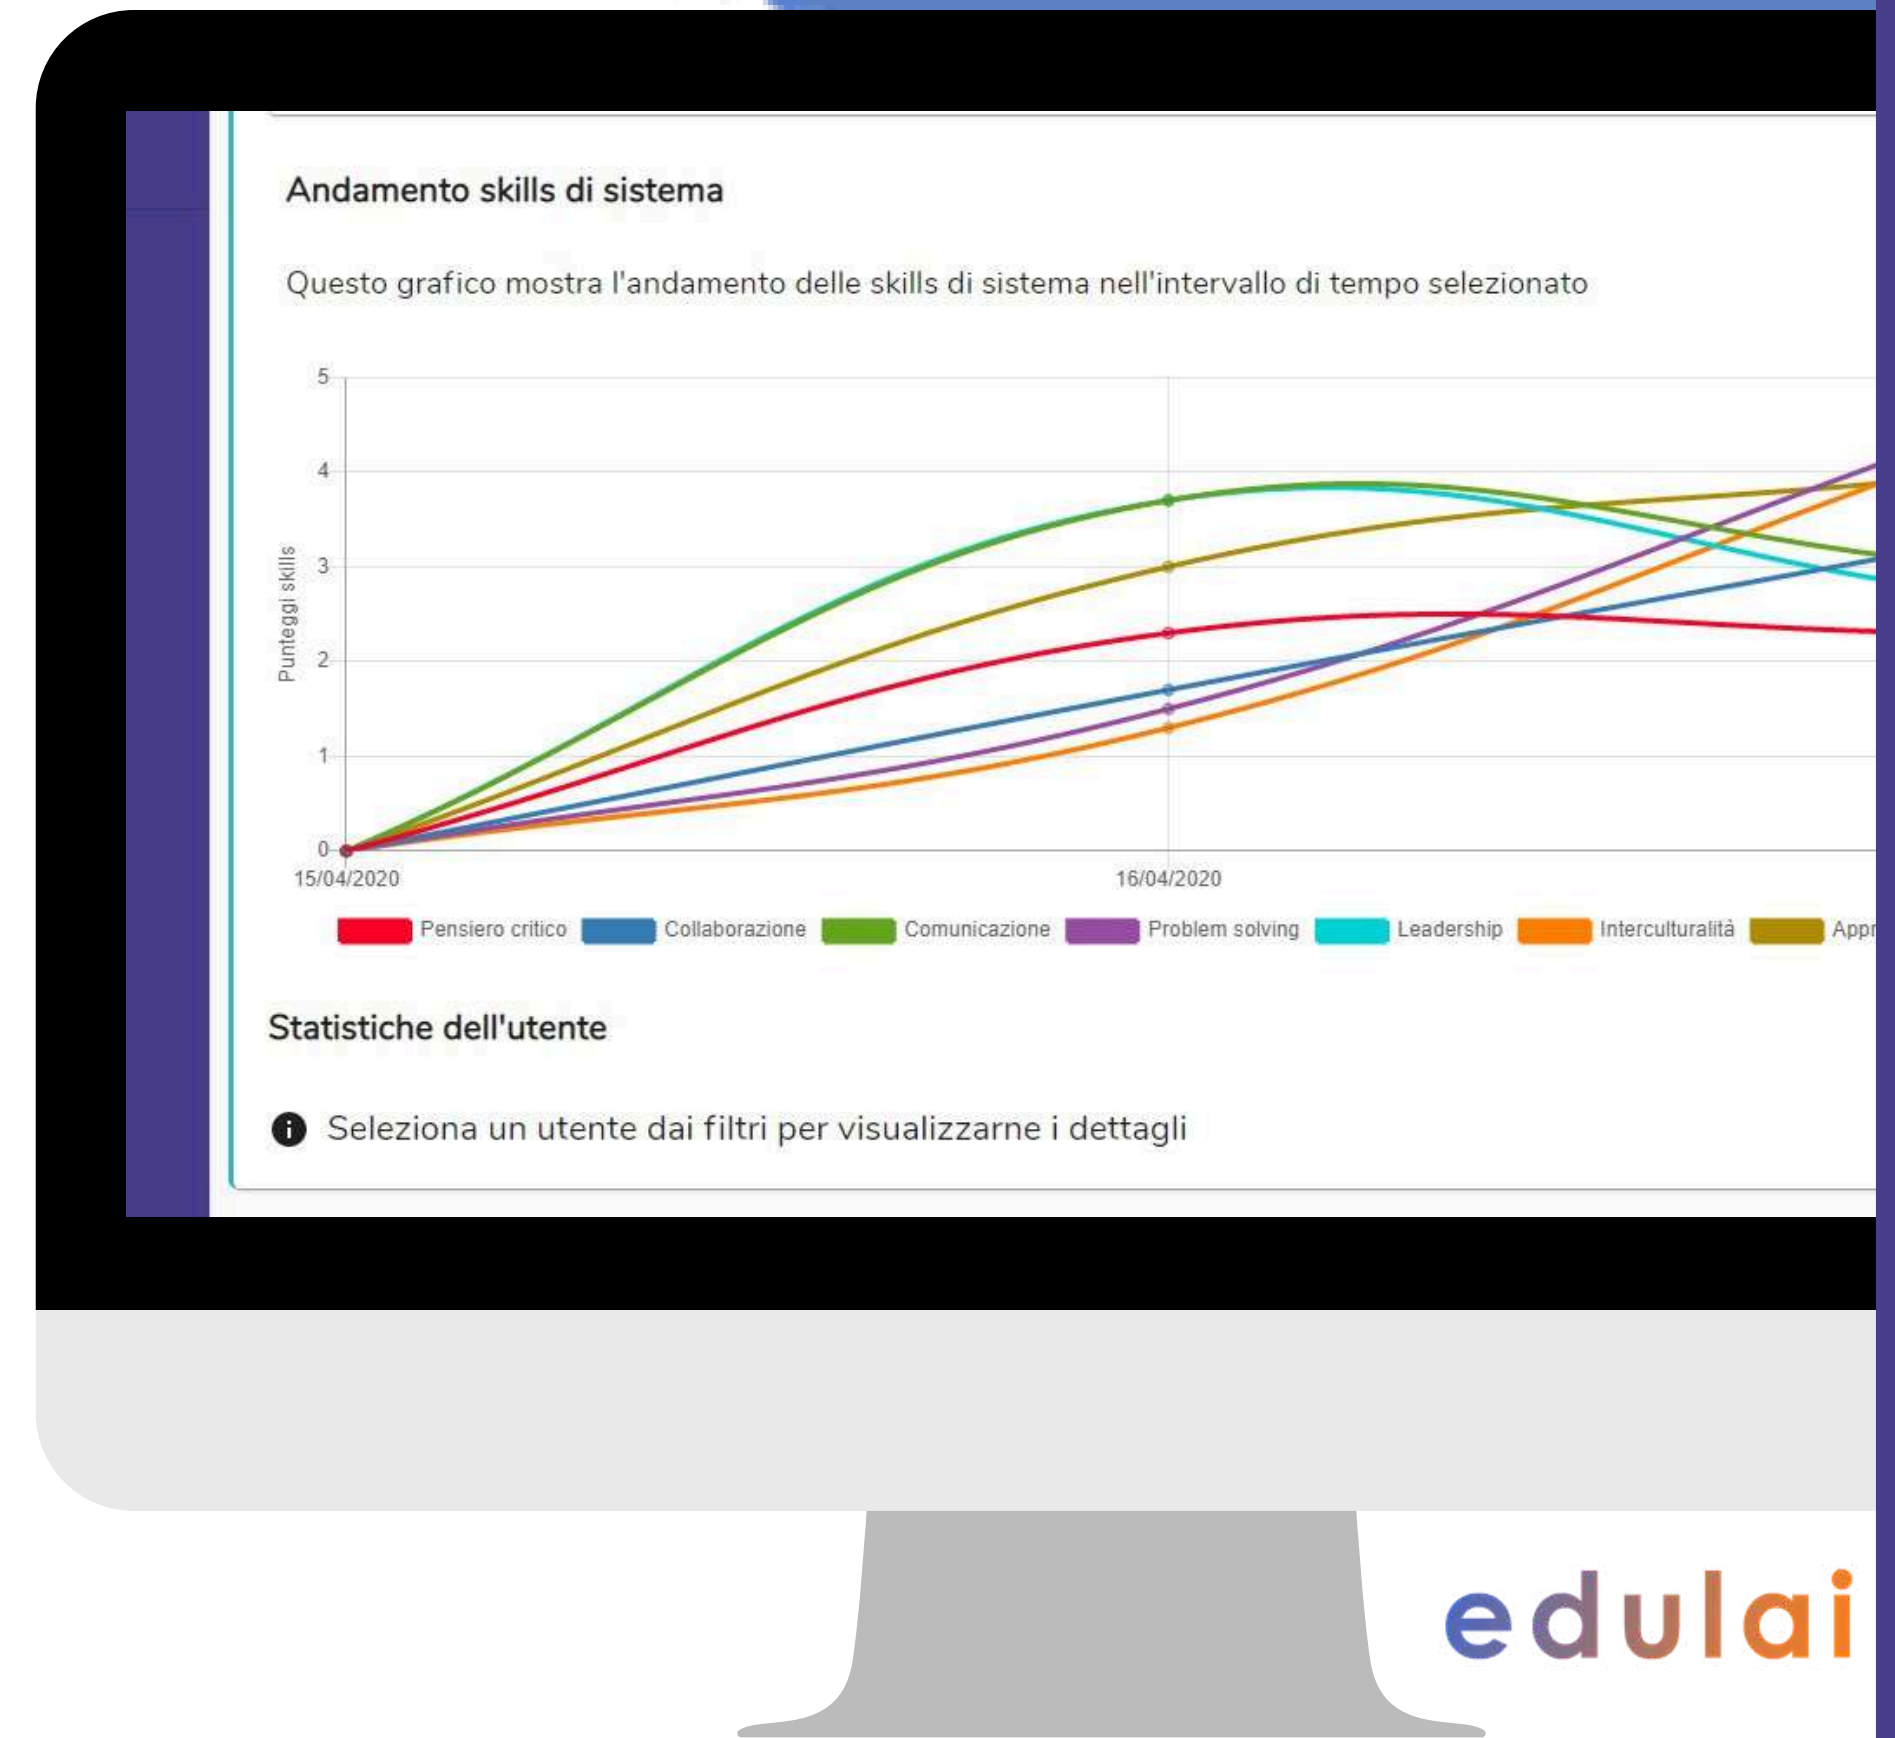 Andamento skills di sistema
Questo grafico mostra l'andamento delle skills di sistema nell'intervallo di tempo selezionato
5
4
3
2
1
0
Punteggi skills
15/04/2020 16/04/2020
Pensiero critico Collaborazione Comunicazione Problem solving Leadership Interculturalità
Statistiche dell'utente
Seleziona un utente dai filtri per visualizzarne i dettagli
edulai